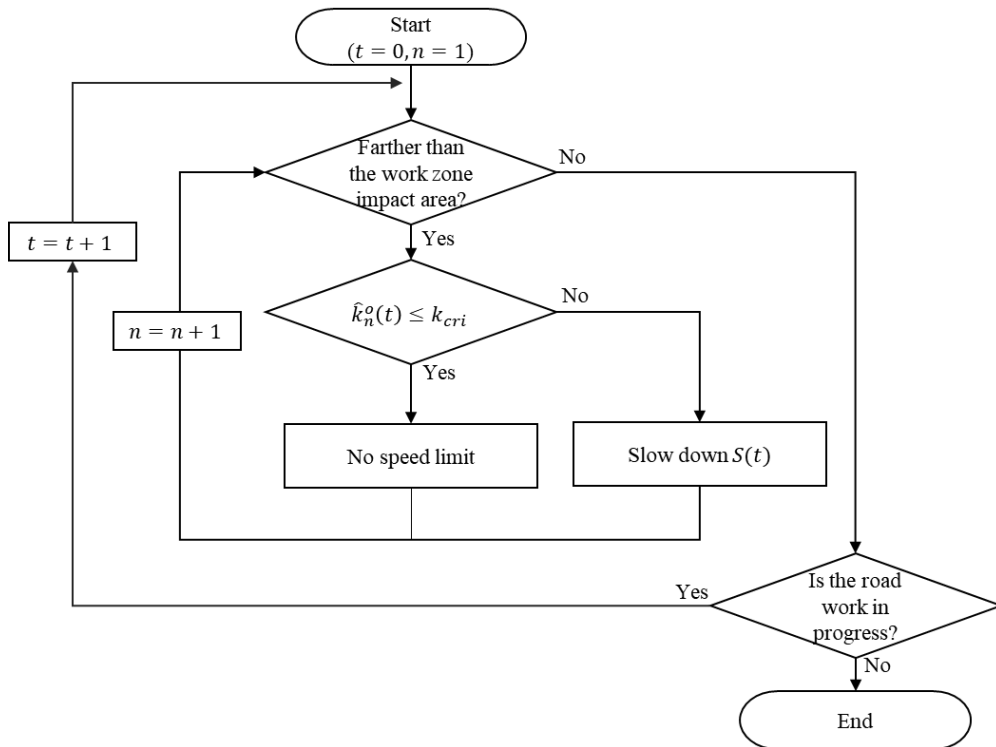 Start
(t = 0, n = 1)
Farther than
the work zone
impact area?
No
Yes
t = t + 1
n = n + 1
k̂ₙᵒ(t) ≤ k_cri
No
Yes
No speed limit
Slow down S(t)
Yes
Is the road
work in
progress?
No
End